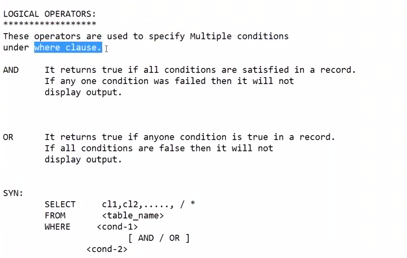 LOGICAL OPERATORS:
******************
These operators are used to specify Multiple conditions
under where clause.
AND It returns true if all conditions are satisfied in a record.
If any one condition was failed then it will not
display output.
OR It returns true if anyone condition is true in a record.
If all conditions are false then it will not
display output.
SYN:
SELECT cl1,cl2,....., / *
FROM <table_name>
WHERE <cond-1>
[ AND / OR ]
<cond-2>